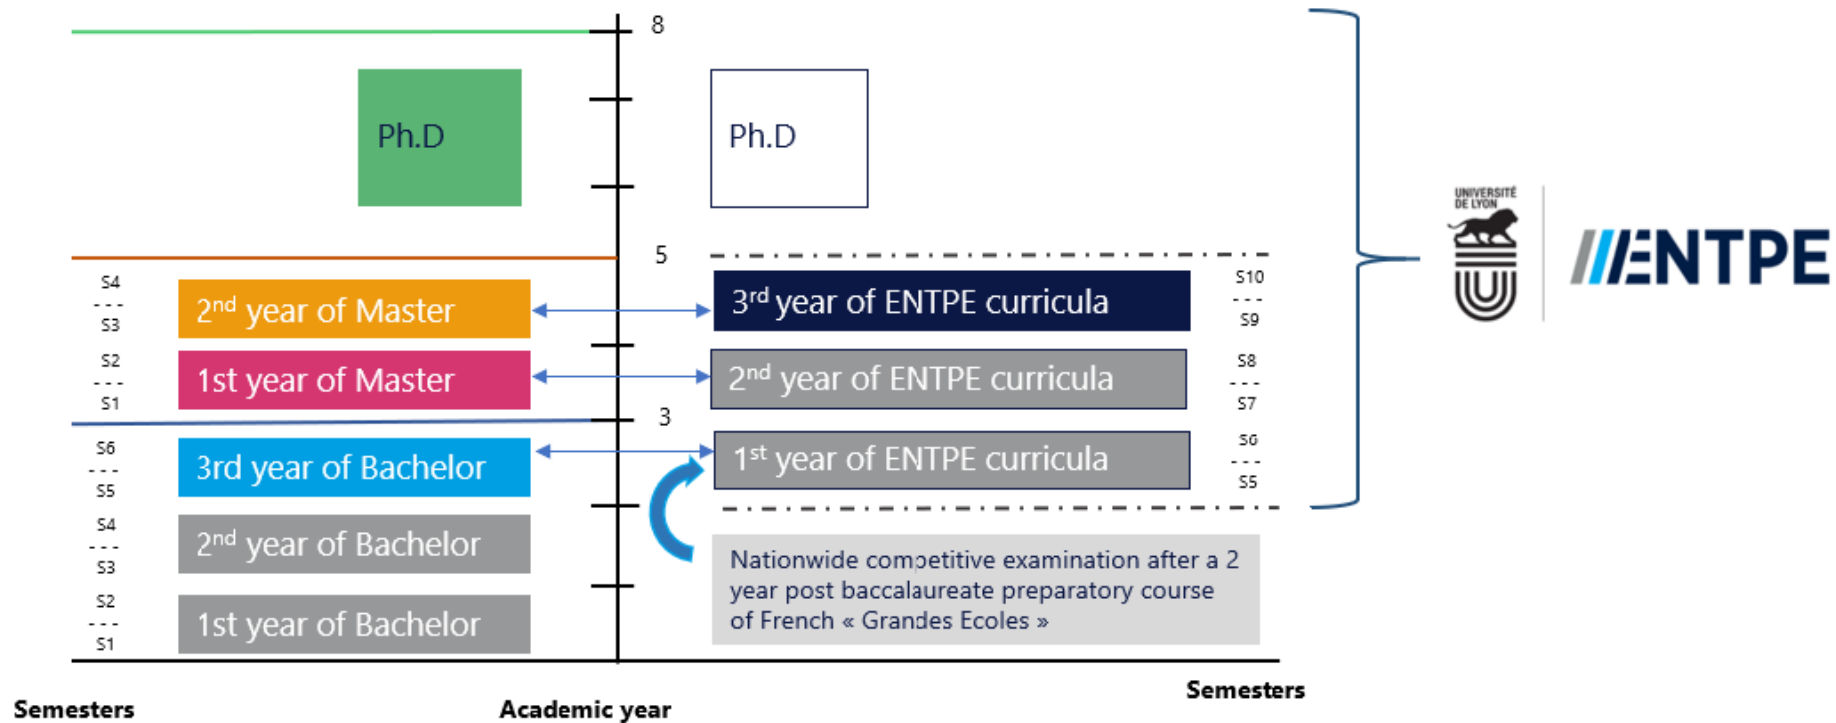 8
Ph.D
Ph.D
UNIVERSITÉ
DE LYON
ENTPE
5
S4
---
S3
2nd year of Master
3rd year of ENTPE curricula
S10
---
S9
S2
---
S1
1st year of Master
2nd year of ENTPE curricula
S8
---
S7
3
S6
---
S5
3rd year of Bachelor
1st year of ENTPE curricula
S6
---
S5
S4
---
S3
2nd year of Bachelor
Nationwide competitive examination after a 2
year post baccalaureate preparatory course
of French « Grandes Ecoles »
S2
---
S1
1st year of Bachelor
Semesters
Academic year
Semesters